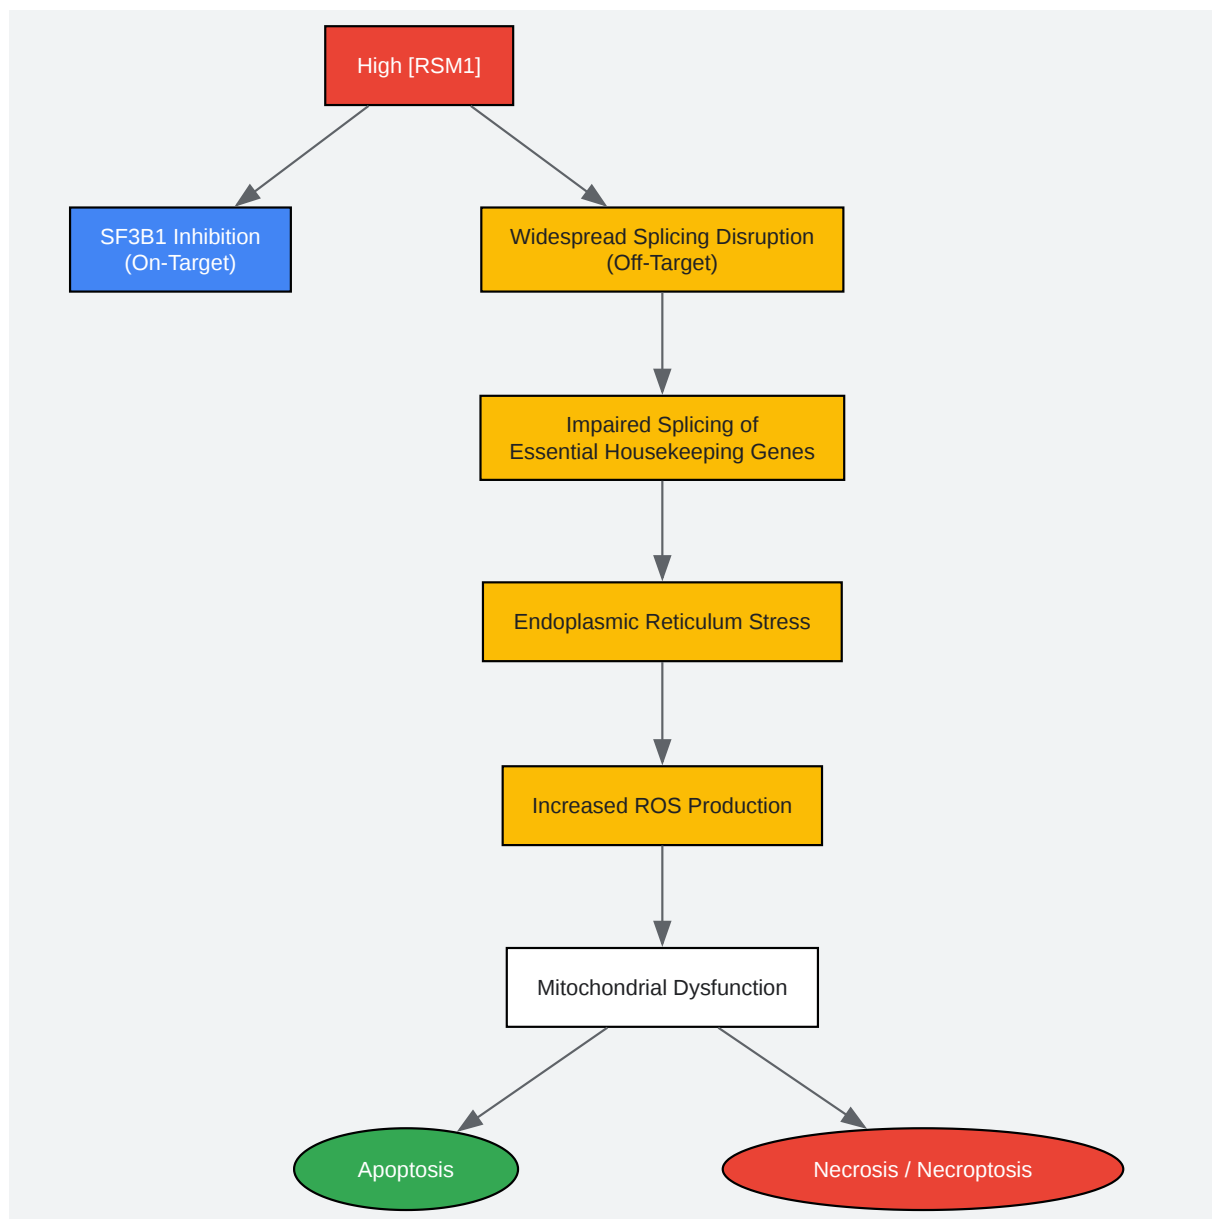 High [RSM1]
SF3B1 Inhibition
(On-Target)
Widespread Splicing Disruption
(Off-Target)
Impaired Splicing of
Essential Housekeeping Genes
Endoplasmic Reticulum Stress
Increased ROS Production
Mitochondrial Dysfunction
Apoptosis
Necrosis / Necroptosis